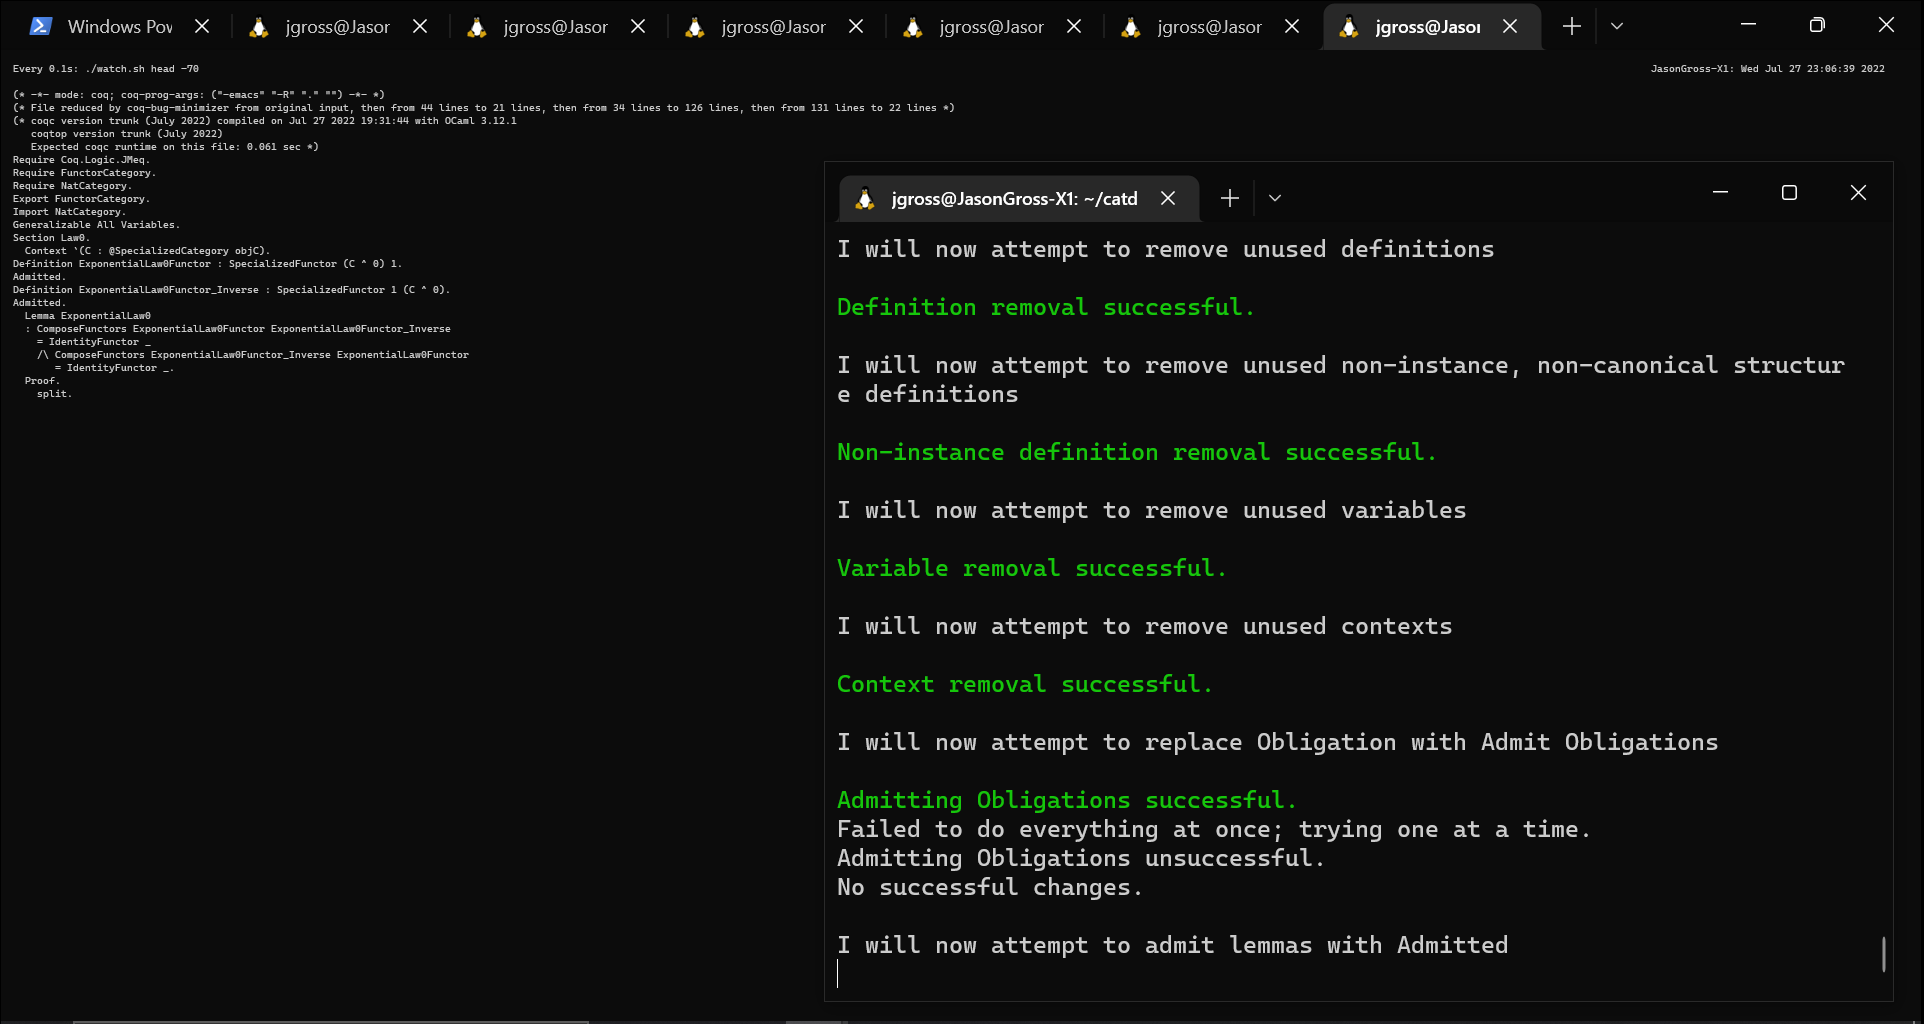 Windows Pov
jgross@Jasor
jgross@Jasor
jgross@Jasor
jgross@Jasor
jgross@Jasor
jgross@Jasor
Every 0.1s: ./watch.sh head -70
JasonGross-X1: Wed Jul 27 23:06:39 2022
(* -*- mode: coq; coq-prog-args: ("-emacs" "-R" "." "") -*- *)
(* File reduced by coq-bug-minimizer from original input, then from 44 lines to 21 lines, then from 34 lines to 126 lines, then from 131 lines to 22 lines *)
(* coqc version trunk (July 2022) compiled on Jul 27 2022 19:31:44 with OCaml 3.12.1
coqtop version trunk (July 2022)
Expected coqc runtime on this file: 0.061 sec *)
Require Coq.Logic.JMeq.
Require FunctorCategory.
Require NatCategory.
Export FunctorCategory.
Import NatCategory.
Generalizable All Variables.
Section Law0.
Context `(C : @SpecializedCategory objC).
Definition ExponentialLaw0Functor : SpecializedFunctor (C ^ 0) 1.
Admitted.
Definition ExponentialLaw0Functor_Inverse : SpecializedFunctor 1 (C ^ 0).
Admitted.
Lemma ExponentialLaw0
: ComposeFunctors ExponentialLaw0Functor ExponentialLaw0Functor_Inverse
= IdentityFunctor _
/\ ComposeFunctors ExponentialLaw0Functor_Inverse ExponentialLaw0Functor
= IdentityFunctor _.
Proof.
split.
jgross@JasonGross-X1: ~/catd
I will now attempt to remove unused definitions
Definition removal successful.
I will now attempt to remove unused non-instance, non-canonical structur
e definitions
Non-instance definition removal successful.
I will now attempt to remove unused variables
Variable removal successful.
I will now attempt to remove unused contexts
Context removal successful.
I will now attempt to replace Obligation with Admit Obligations
Admitting Obligations successful.
Failed to do everything at once; trying one at a time.
Admitting Obligations unsuccessful.
No successful changes.
I will now attempt to admit lemmas with Admitted